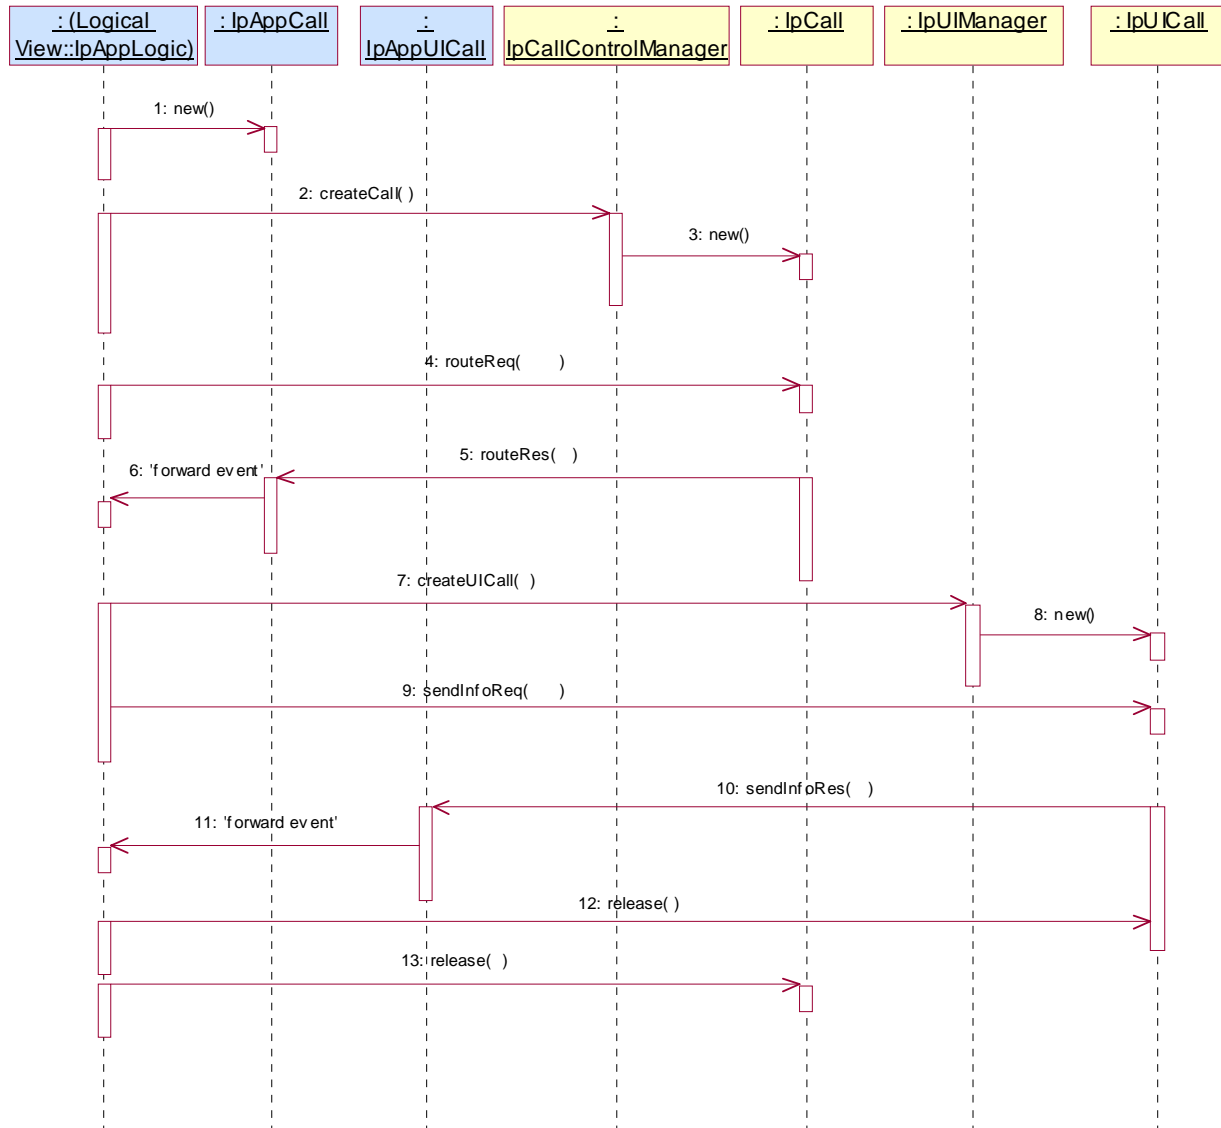 : (Logical
View::IpAppLogic)
: IpAppCall
:
IpAppUICall
:
IpCallControlManager
: IpCall
: IpUIManager
: IpUICall
1: new()
2: createCall( )
3: new()
4: routeReq( )
5: routeRes( )
6: 'forward event'
7: createUICall( )
8: new()
9: sendInfoReq( )
10: sendInfoRes( )
11: 'forward event'
12: release( )
13: release( )